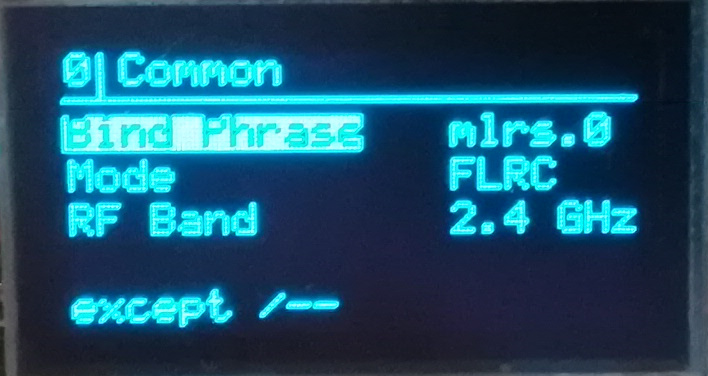 0| Common
Bind Phrase mlrs.0
Mode FLRC
RF Band 2.4 GHz
except /--